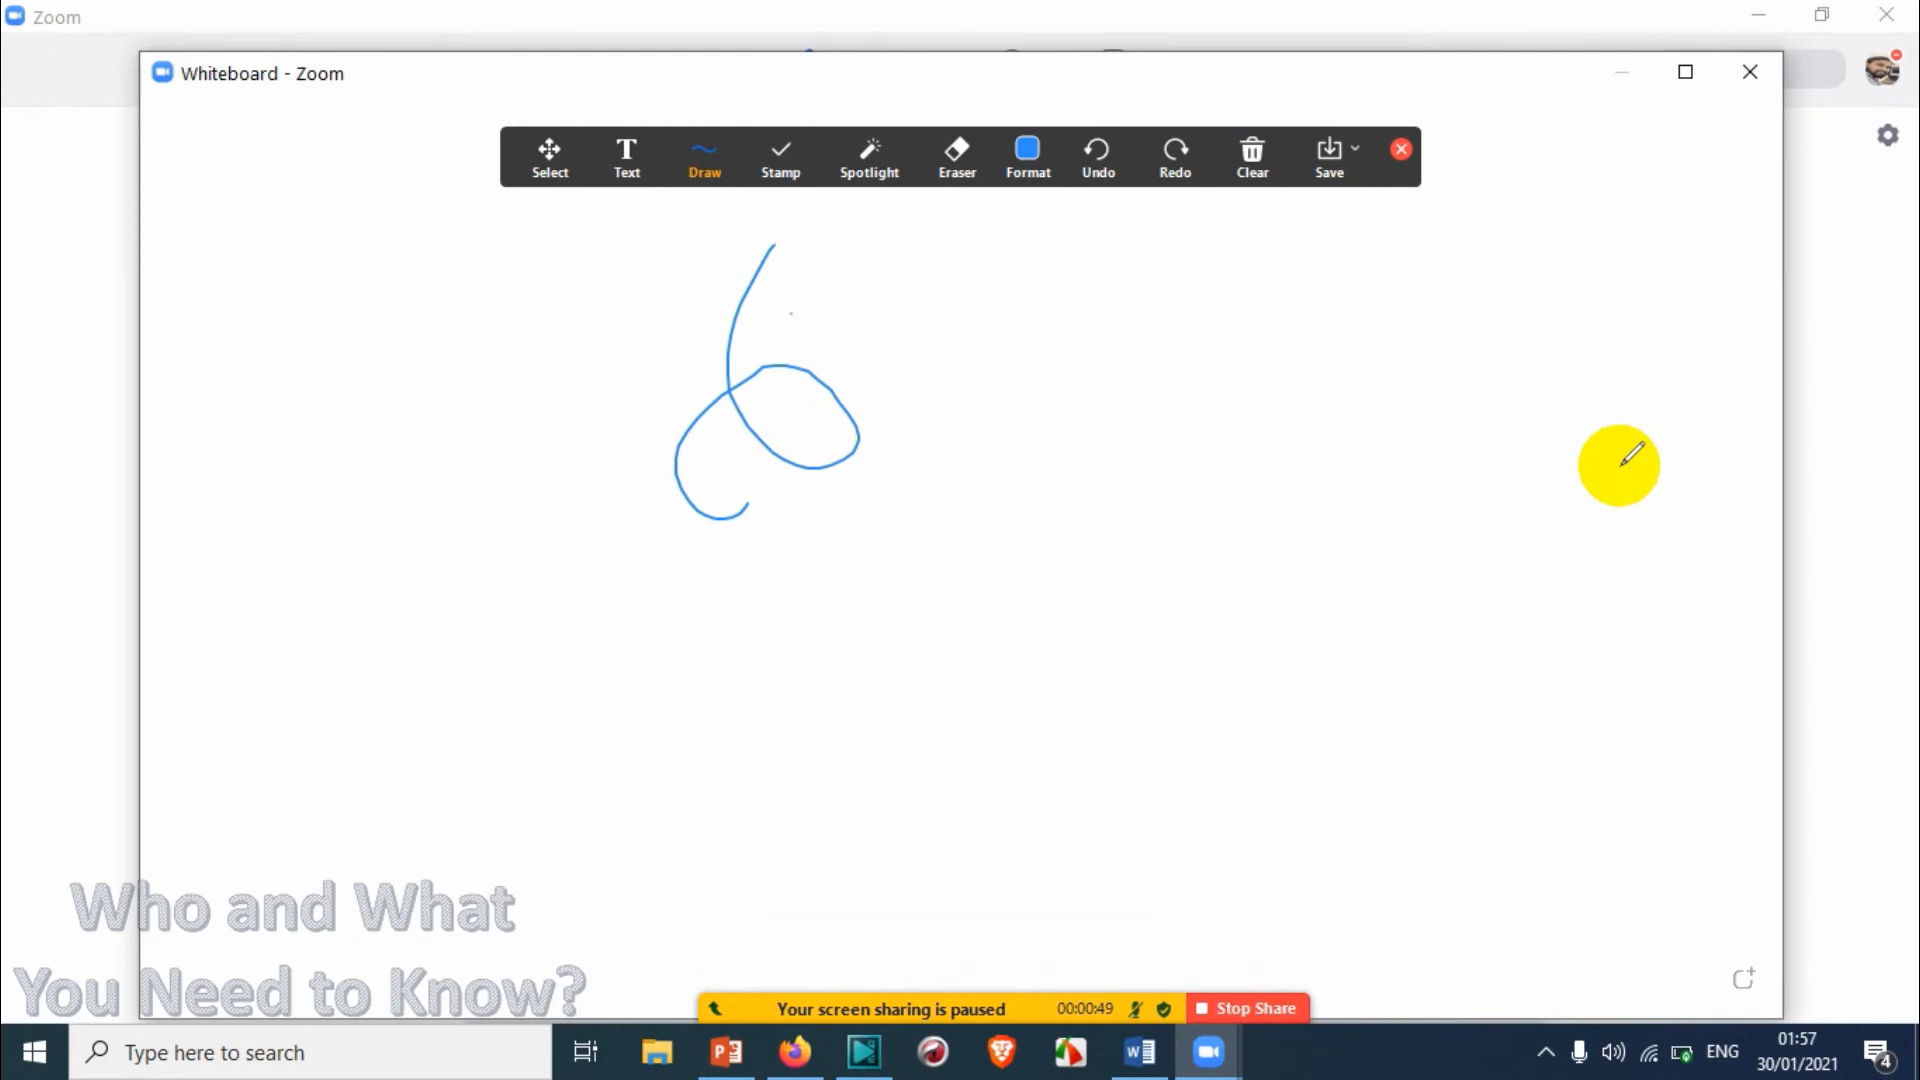 Zoom
Whiteboard - Zoom
Select Text Draw Stamp Spotlight Eraser Format Undo Redo Clear Save
Who and What
You Need to Know?
Your screen sharing is paused 00:00:49 Stop Share
Type here to search
ENG
01:57
30/01/2021
4